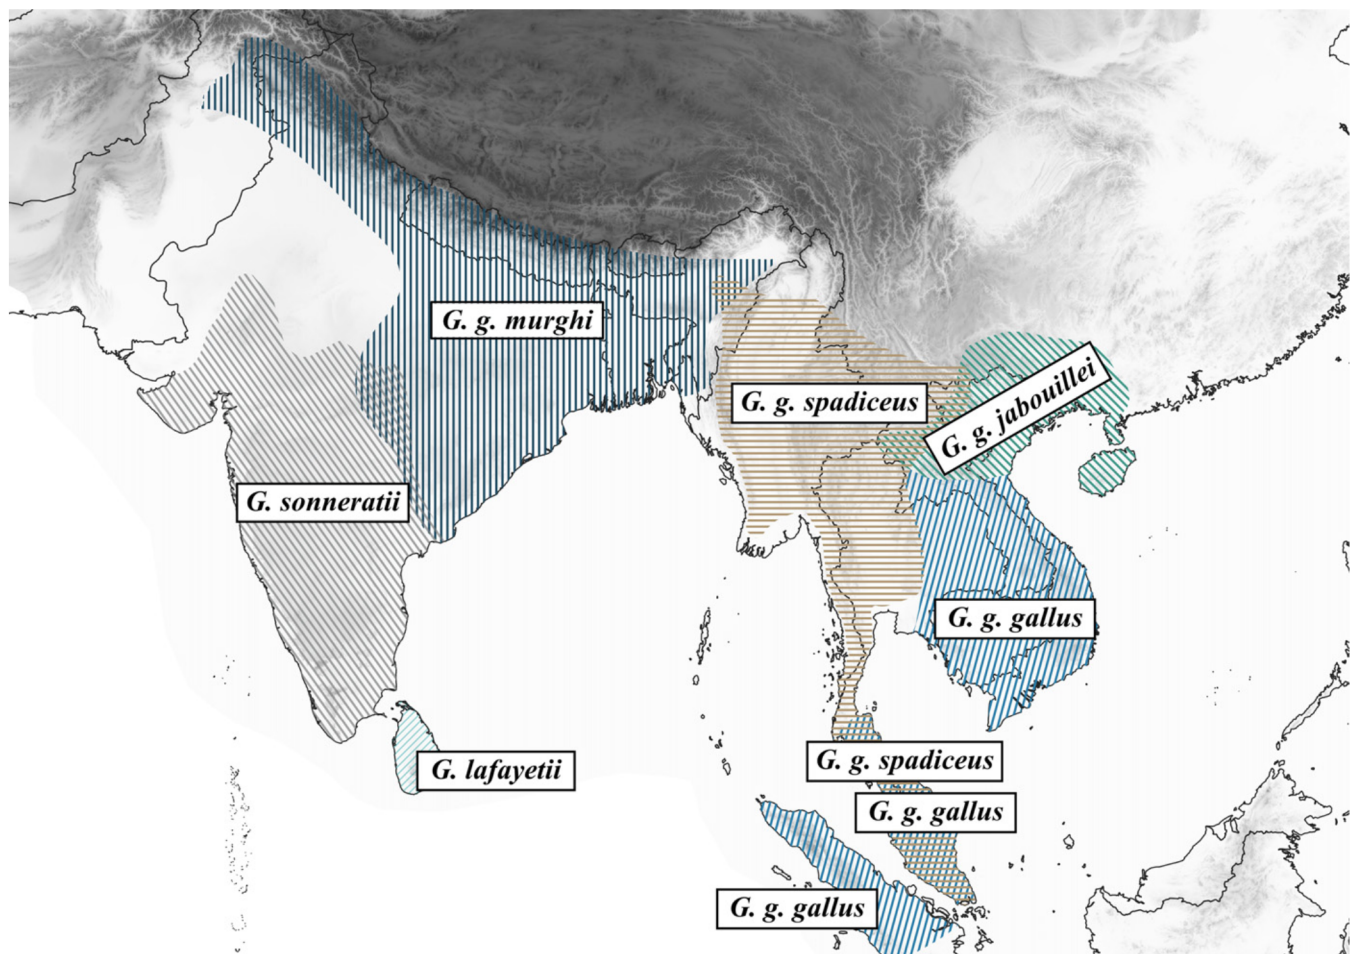 G. g. murghi
G. g. spadiceus
G. g. jabouillei
G. sonneratii
G. g. gallus
G. lafayetii
G. g. spadiceus
G. g. gallus
G. g. gallus